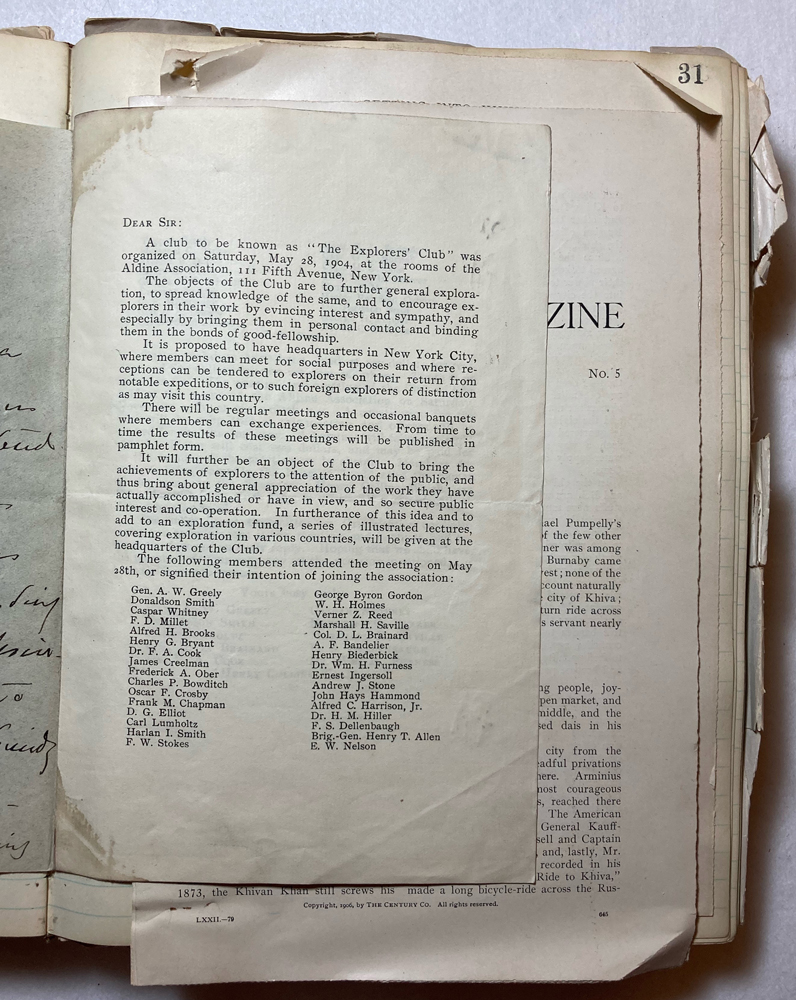 31
DEAR SIR:
A club to be known as "The Explorers' Club" was
organized on Saturday, May 28, 1904, at the rooms of the
Aldine Association, 111 Fifth Avenue, New York.
The objects of the Club are to further general explora-
tion, to spread knowledge of the same, and to encourage ex-
plorers in their work by evincing interest and sympathy, and
especially by bringing them in personal contact and binding
them in the bonds of good-fellowship.
It is proposed to have headquarters in New York City,
where members can meet for social purposes and where re-
ceptions can be tendered to explorers on their return from
notable expeditions, or to such foreign explorers of distinction
as may visit this country.
There will be regular meetings and occasional banquets
where members can exchange experiences. From time to
time the results of these meetings will be published in
pamphlet form.
It will further be an object of the Club to bring the
achievements of explorers to the attention of the public, and
thus bring about general appreciation of the work they have
actually accomplished or have in view, and so secure public
interest and co-operation. In furtherance of this idea and to
add to an exploration fund, a series of illustrated lectures,
covering exploration in various countries, will be given at the
headquarters of the Club.
The following members attended the meeting on May
28th, or signified their intention of joining the association:
Gen. A. W. Greely
Donaldson Smith
Caspar Whitney
F. D. Millet
Alfred H. Brooks
Henry G. Bryant
Dr. F. A. Cook
James Creelman
Frederick A. Ober
Charles P. Bowditch
Oscar F. Crosby
Frank M. Chapman
D. G. Elliot
Carl Lumholtz
Harlan I. Smith
F. W. Stokes
George Byron Gordon
W. H. Holmes
Verner Z. Reed
Marshall H. Saville
Col. D. L. Brainard
A. F. Bandelier
Henry Biederbick
Dr. Wm. H. Furness
Ernest Ingersoll
Andrew J. Stone
John Hays Hammond
Alfred C. Harrison, Jr.
Dr. H. M. Hiller
F. S. Dellenbaugh
Brig.-Gen. Henry T. Allen
E. W. Nelson
ZINE
No. 5
ael Pumpelly's
of the few other
ner was among
Burnaby came
rest; none of the
ccount naturally
city of Khiva;
turn ride across
s servant nearly
ng people, joy-
pen market, and
middle, and the
sed dais in his
city from the
eadful privations
here. Arminius
most courageous
s, reached there
The American
General Kauff-
sell and Captain
, and, lastly, Mr.
recorded in his
Ride to Khiva,"
1873, the Khivan Khan still screws his made a long bicycle-ride across the Rus-
Copyright, 1906, by THE CENTURY CO. All rights reserved.
LXXII.—79
645